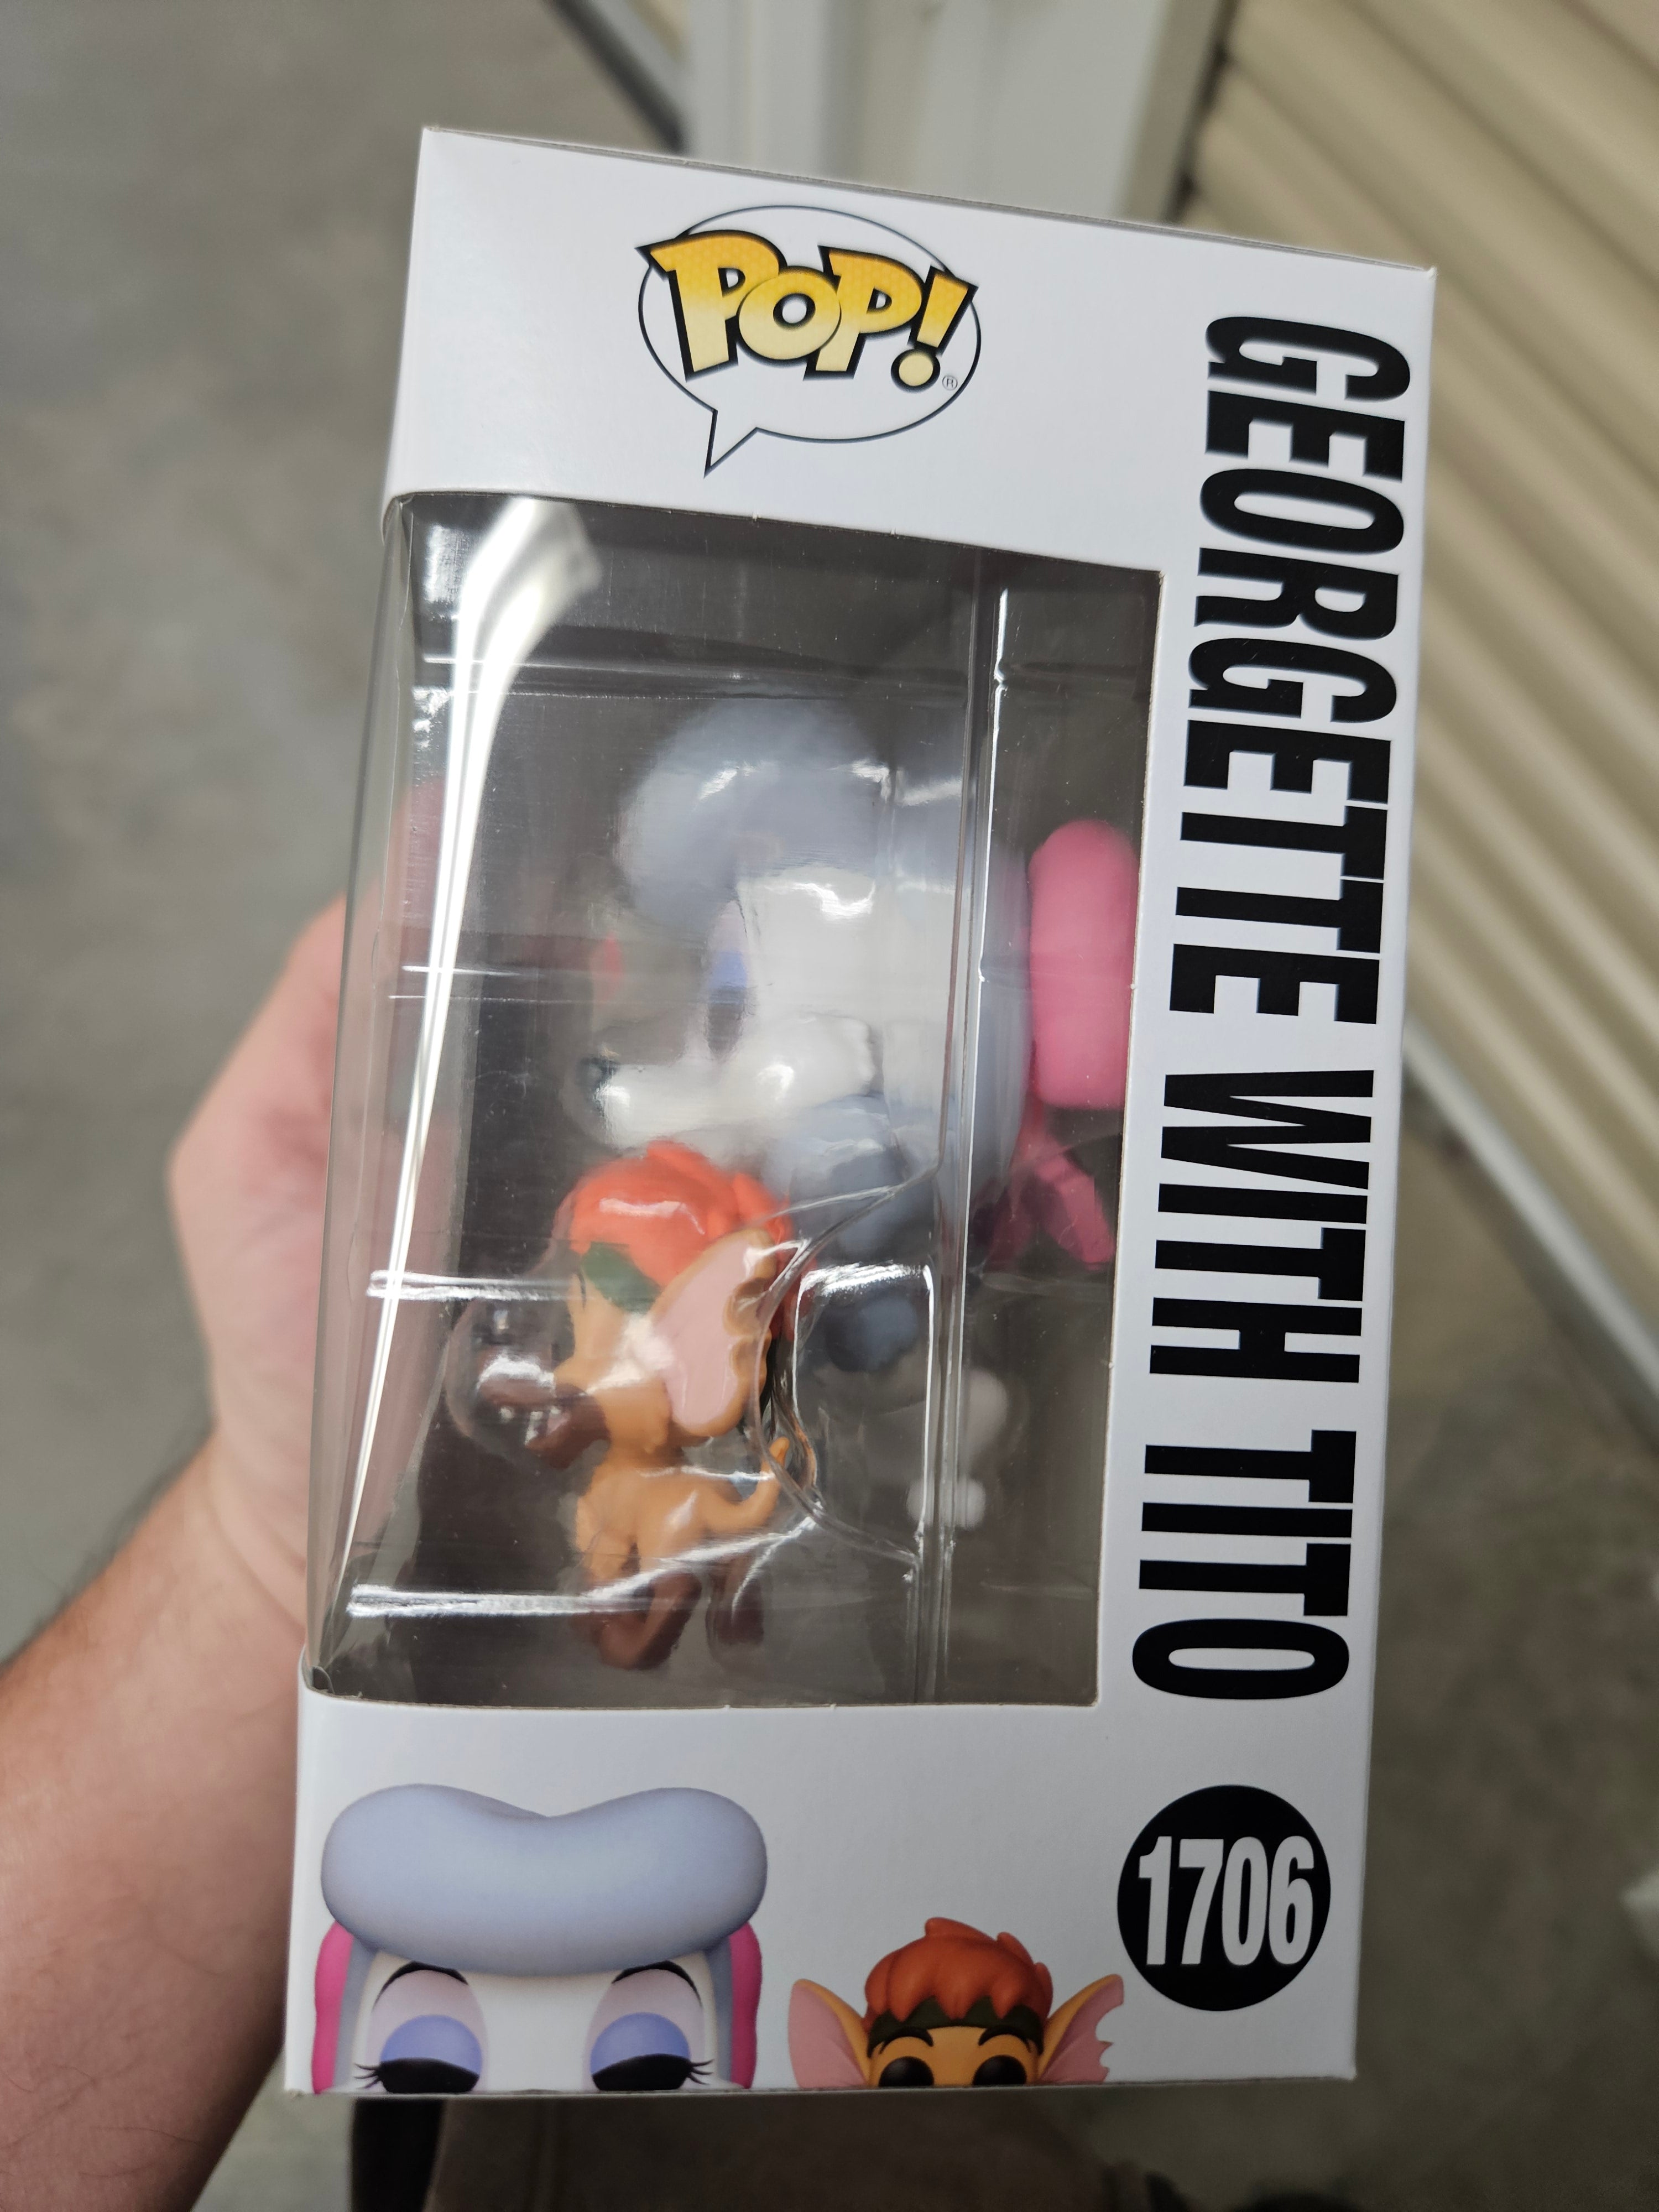 POP!
®
GEORGETTE WITH TITO
1706